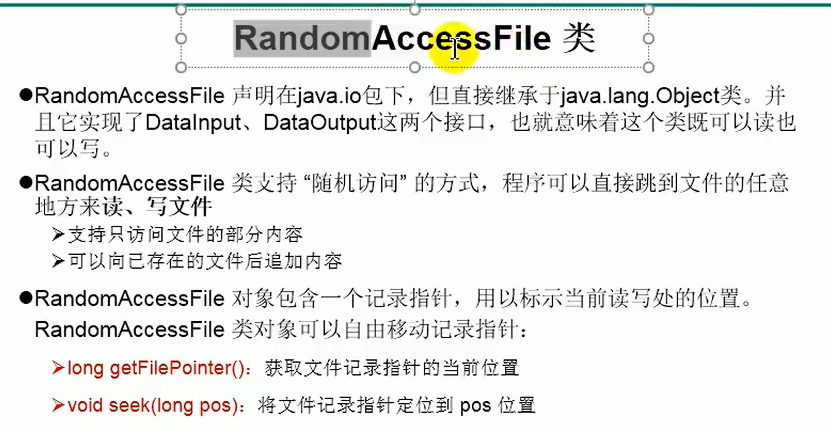 RandomAccessFile 类
●RandomAccessFile 声明在java.io包下，但直接继承于java.lang.Object类。并
且它实现了DataInput、DataOutput这两个接口，也就意味着这个类既可以读也
可以写。
●RandomAccessFile 类支持 “随机访问” 的方式，程序可以直接跳到文件的任意
地方来读、写文件
➢支持只访问文件的部分内容
➢可以向已存在的文件后追加内容
●RandomAccessFile 对象包含一个记录指针，用以标示当前读写处的位置。
RandomAccessFile 类对象可以自由移动记录指针：
➢long getFilePointer()：获取文件记录指针的当前位置
➢void seek(long pos)：将文件记录指针定位到 pos 位置